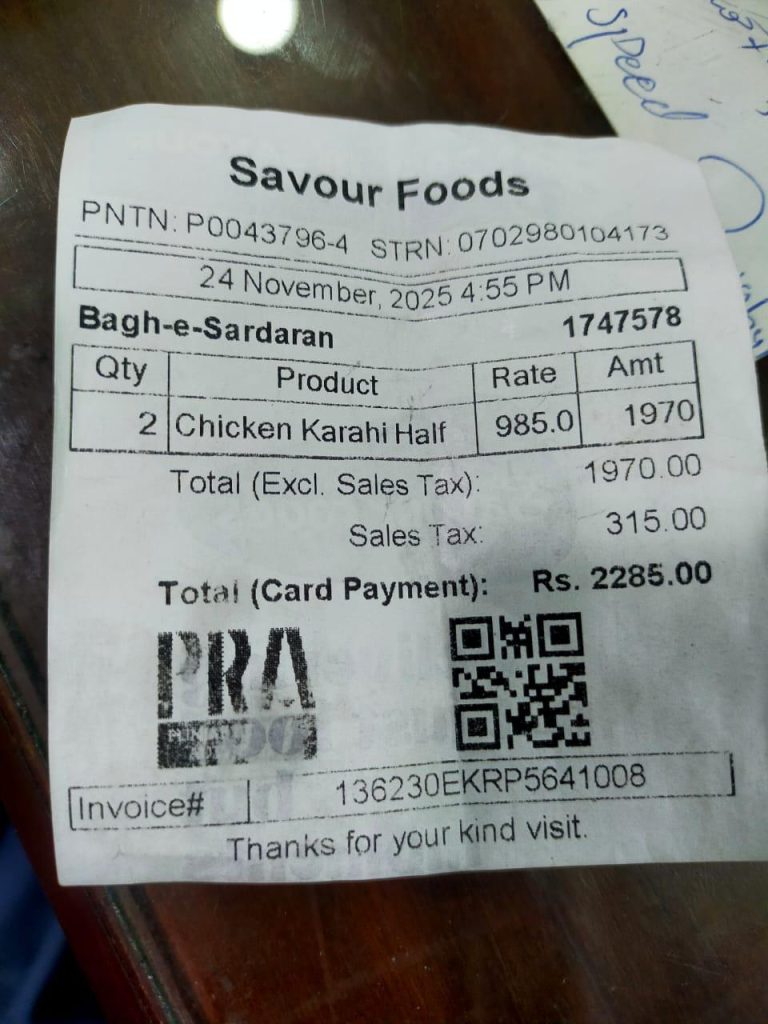 speed
Savour Foods
PNTN: P0043796-4 STRN: 0702980104173
24 November, 2025 4:55 PM
Bagh-e-Sardaran 1747578
Qty Product Rate Amt
2 Chicken Karahi Half 985.0 1970
Total (Excl. Sales Tax): 1970.00
Sales Tax: 315.00
Total (Card Payment): Rs. 2285.00
PRA
Invoice# 136230EKRP5641008
Thanks for your kind visit.